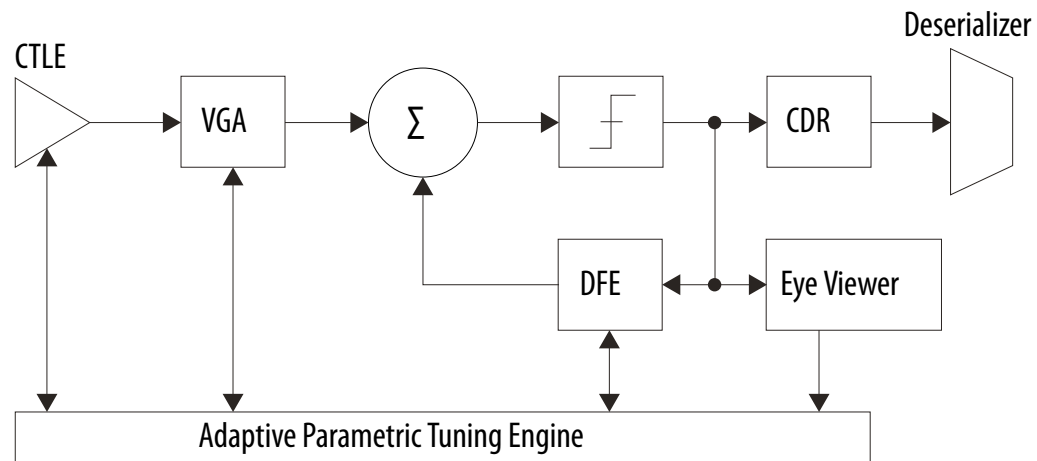 Deserializer
CTLE
VGA
Σ
CDR
DFE
Eye Viewer
Adaptive Parametric Tuning Engine